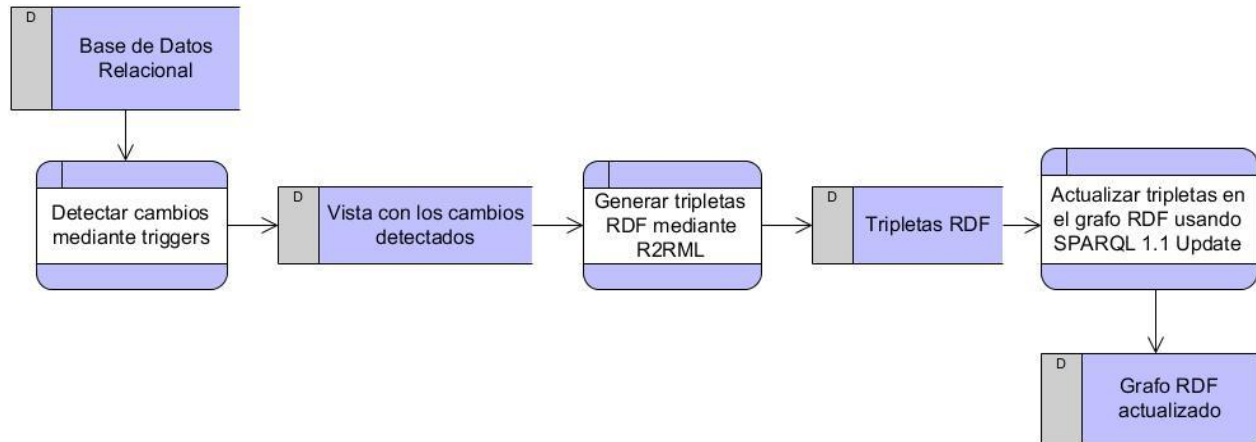 D
Base de Datos
Relacional
Detectar cambios
mediante triggers
D
Vista con los cambios
detectados
Generar tripletas
RDF mediante
R2RML
D
Tripletas RDF
Actualizar tripletas en
el grafo RDF usando
SPARQL 1.1 Update
D
Grafo RDF
actualizado